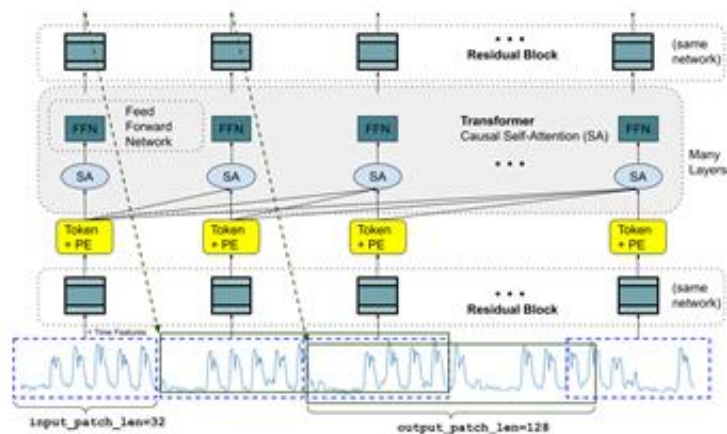 • • •
Residual Block
(same
network)
Feed
Forward
Network
Transformer
Causal Self-Attention (SA)
FFN FFN FFN FFN
• • •
Many
Layers
SA SA SA SA
Token
+ PE
Token
+ PE
Token
+ PE
Token
+ PE
• • •
Residual Block
(same
network)
+ Time Features
input_patch_len=32
output_patch_len=128